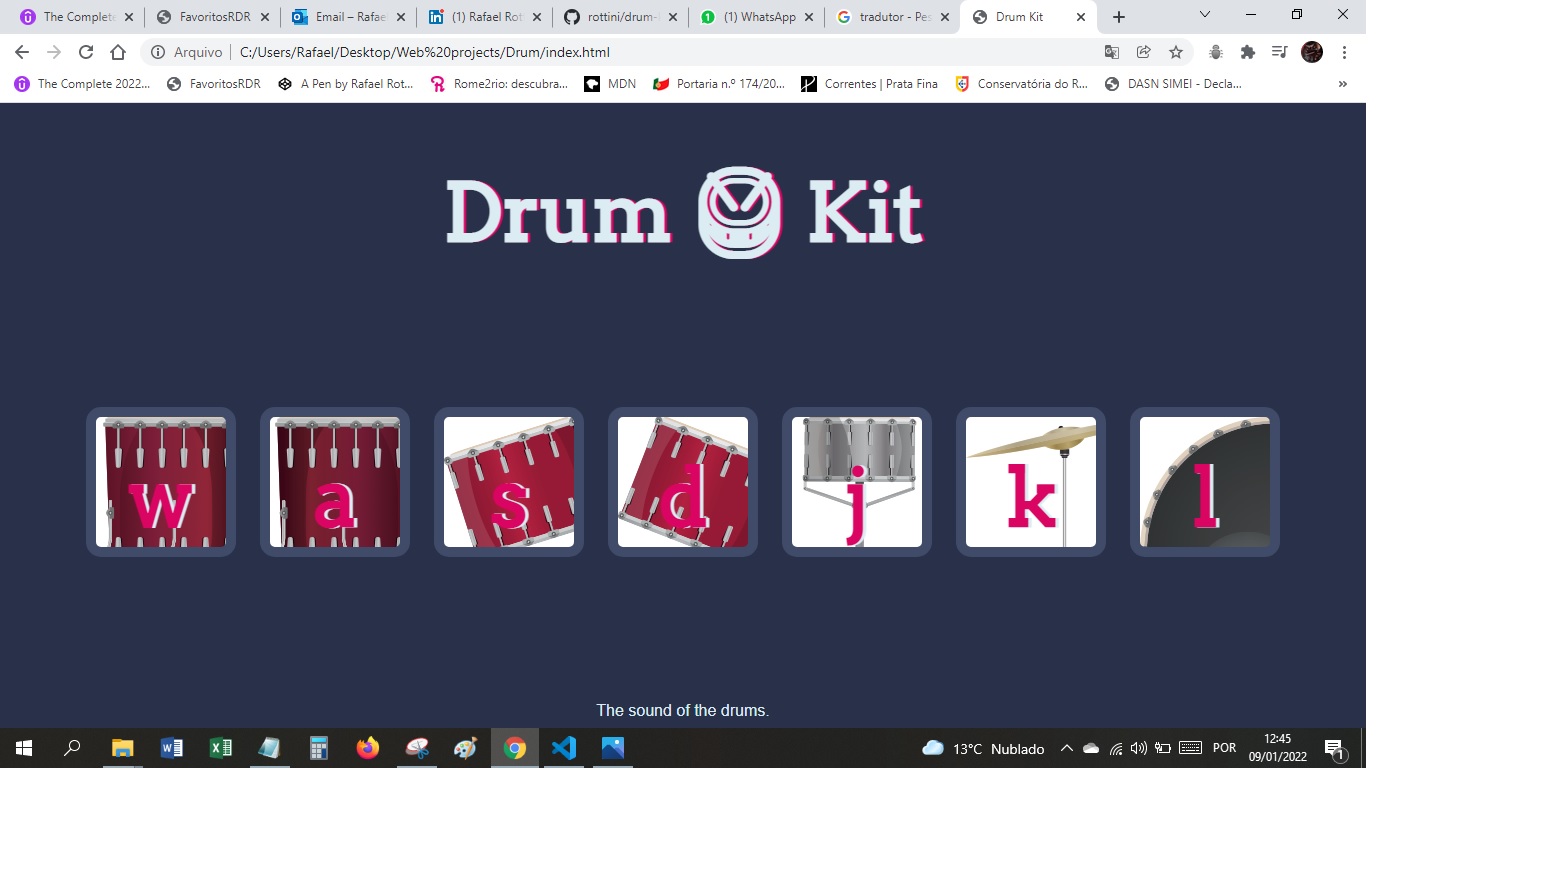 The Complete FavoritosRDR Email – Rafae (1) Rafael Rot rottini/drum- (1) WhatsApp tradutor - Pes Drum Kit
Arquivo C:/Users/Rafael/Desktop/Web%20projects/Drum/index.html
The Complete 2022... FavoritosRDR A Pen by Rafael Rot... Rome2rio: descubra... MDN Portaria n.º 174/20... Correntes | Prata Fina Conservatória do R... DASN SIMEI - Decla... »
Drum Kit
w a s d j k l
The sound of the drums.
13°C Nublado POR 12:45
09/01/2022 1